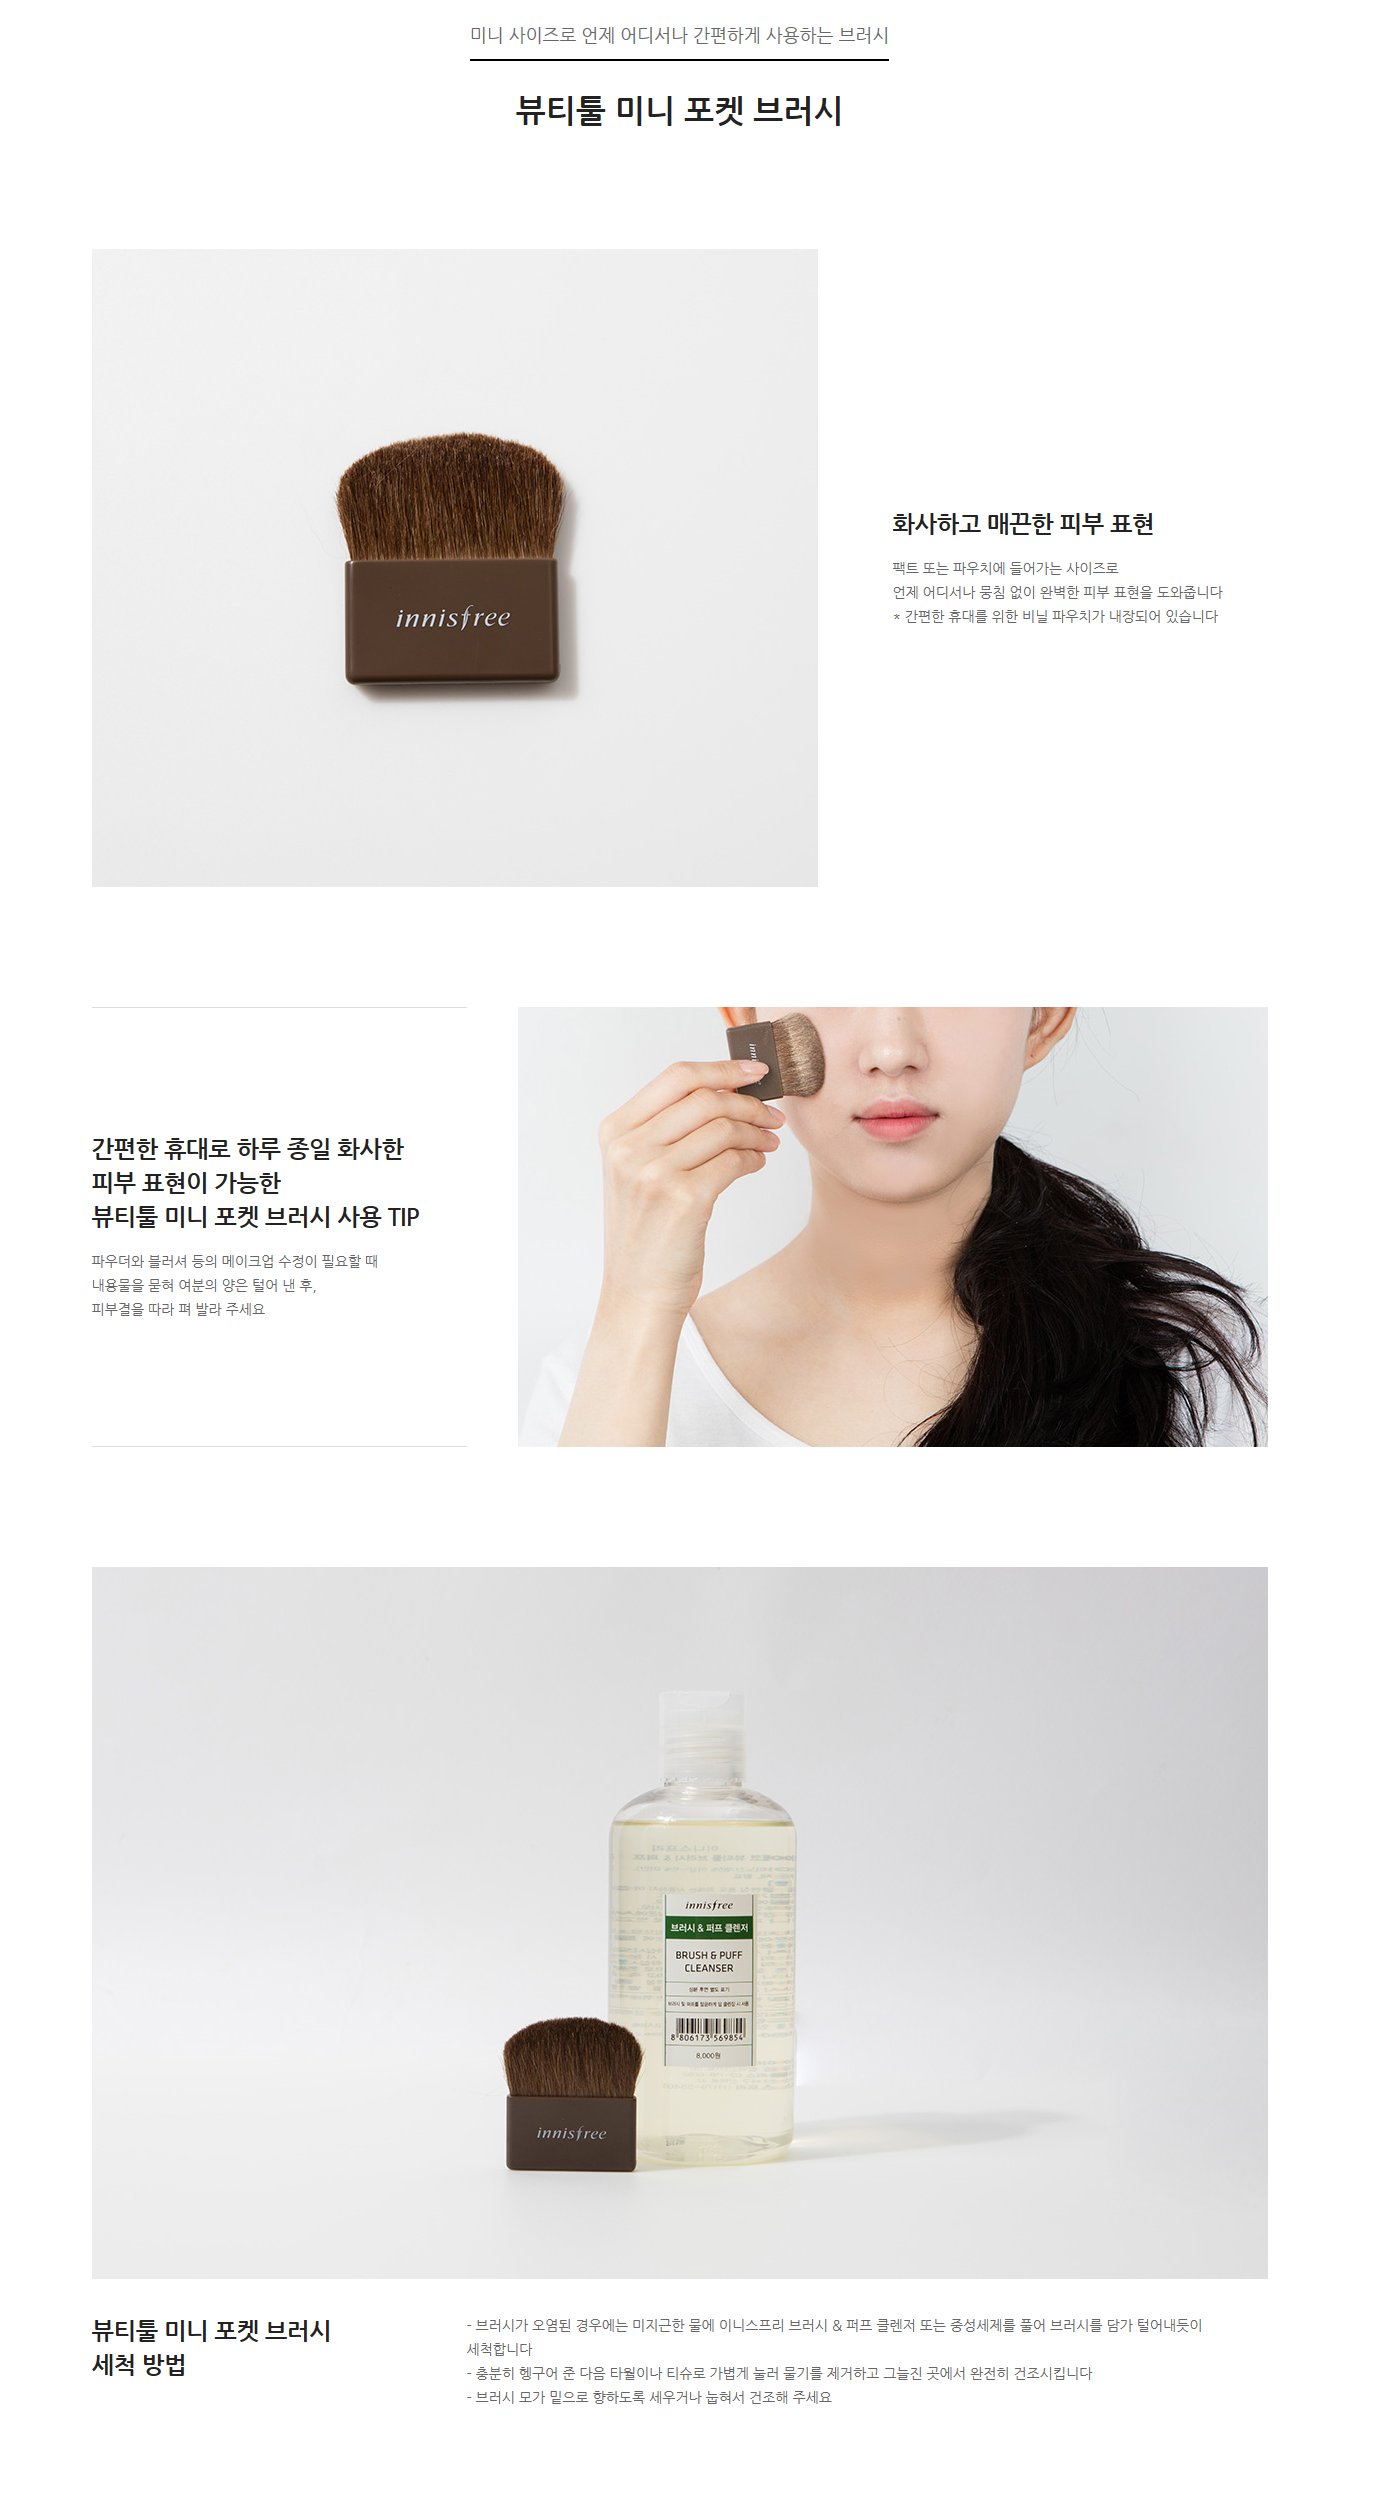 미니 사이즈로 언제 어디서나 간편하게 사용하는 브러시
뷰티툴 미니 포켓 브러시
innisfree
화사하고 매끈한 피부 표현
팩트 또는 파우치에 들어가는 사이즈로
언제 어디서나 뭉침 없이 완벽한 피부 표현을 도와줍니다
* 간편한 휴대를 위한 비닐 파우치가 내장되어 있습니다
간편한 휴대로 하루 종일 화사한
피부 표현이 가능한
뷰티툴 미니 포켓 브러시 사용 TIP
파우더와 블러셔 등의 메이크업 수정이 필요할 때
내용물을 묻혀 여분의 양은 털어 낸 후,
피부결을 따라 펴 발라 주세요
innisfree
브러시 & 퍼프 클렌저
BRUSH & PUFF
CLEANSER
성분 후면 별도 표기
8 806173 569854
8,000원
innisfree
뷰티툴 미니 포켓 브러시
세척 방법
- 브러시가 오염된 경우에는 미지근한 물에 이니스프리 브러시 & 퍼프 클렌저 또는 중성세제를 풀어 브러시를 담가 털어내듯이
세척합니다
- 충분히 헹구어 준 다음 타월이나 티슈로 가볍게 눌러 물기를 제거하고 그늘진 곳에서 완전히 건조시킵니다
- 브러시 모가 밑으로 향하도록 세우거나 눕혀서 건조해 주세요